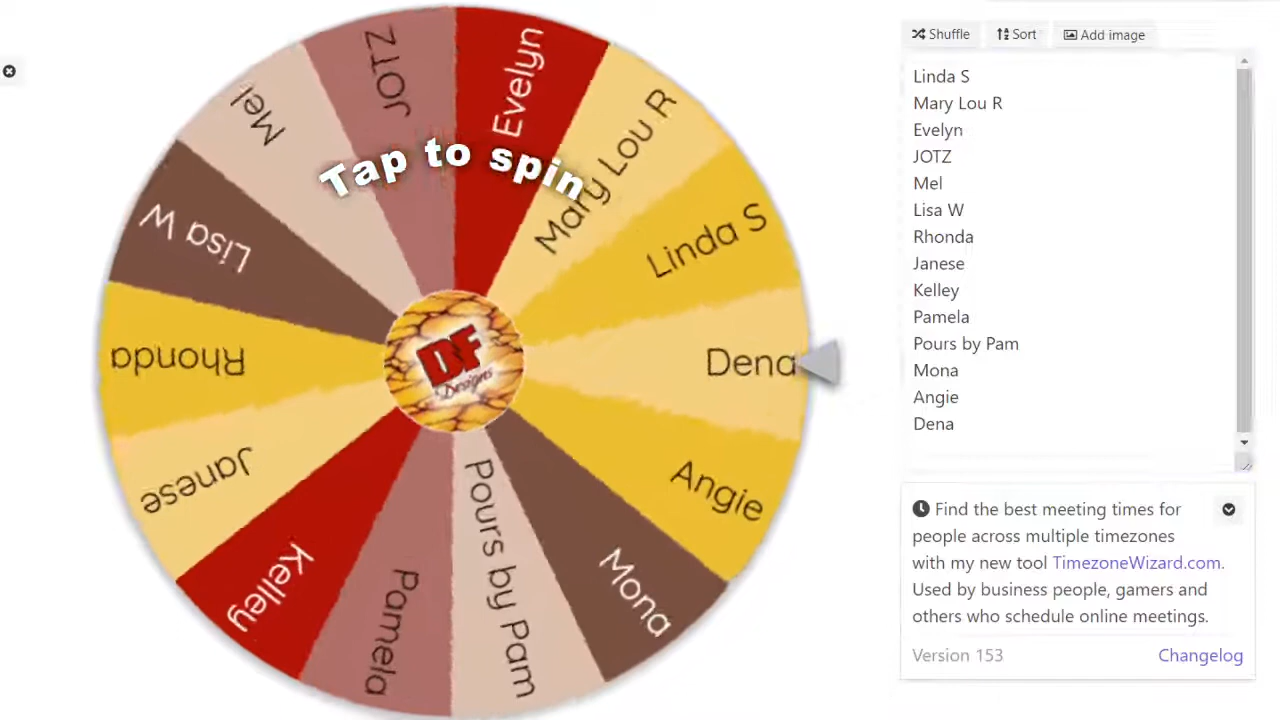 Shuffle
Sort
Add image
Linda S
Mary Lou R
Evelyn
JOTZ
Mel
Lisa W
Rhonda
Janese
Kelley
Pamela
Pours by Pam
Mona
Angie
Dena
Tap to spin
Evelyn
Mary Lou R
Linda S
Dena
Angie
Mona
Pours by Pam
Pamela
Kelley
Janese
Rhonda
Lisa W
Mel
JOTZ
DF
Designs
Find the best meeting times for
people across multiple timezones
with my new tool TimezoneWizard.com.
Used by business people, gamers and
others who schedule online meetings.
Version 153
Changelog